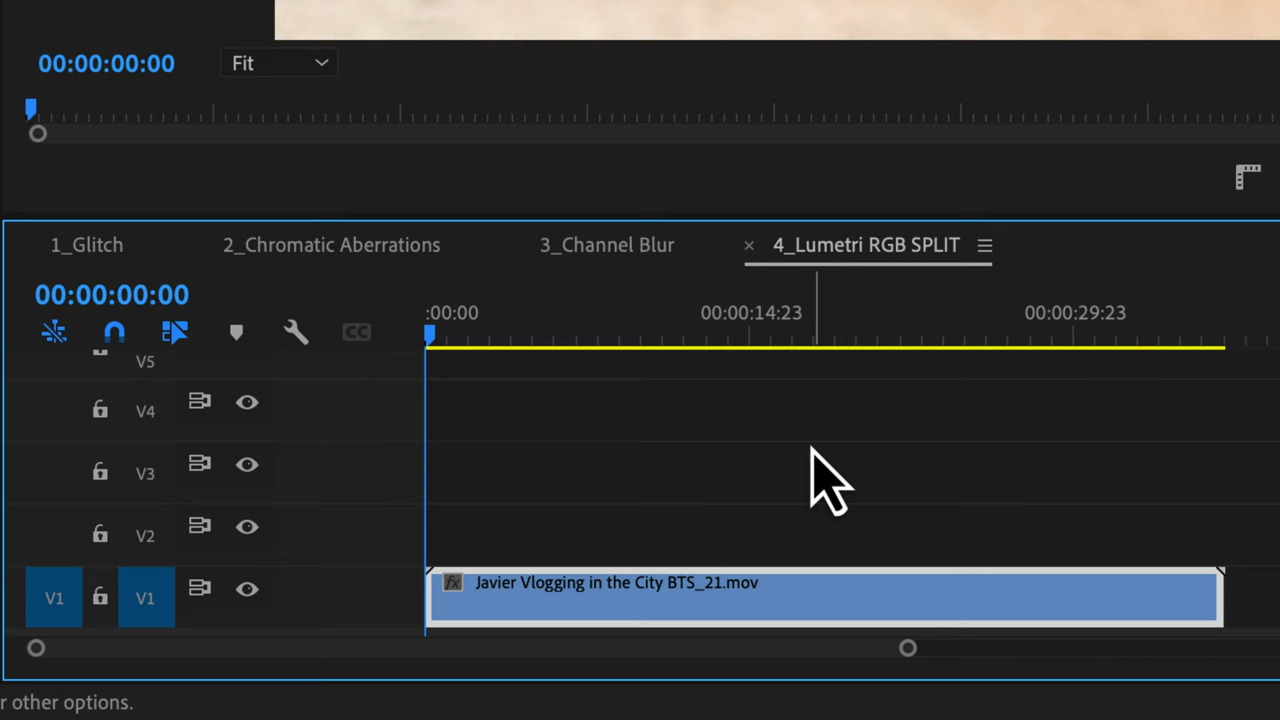 00:00:00:00 Fit
1_Glitch 2_Chromatic Aberrations 3_Channel Blur × 4_Lumetri RGB SPLIT
00:00:00:00
:00:00 00:00:14:23 00:00:29:23
CC
V5
V4
V3
V2
V1 V1 fx Javier Vlogging in the City BTS_21.mov
r other options.